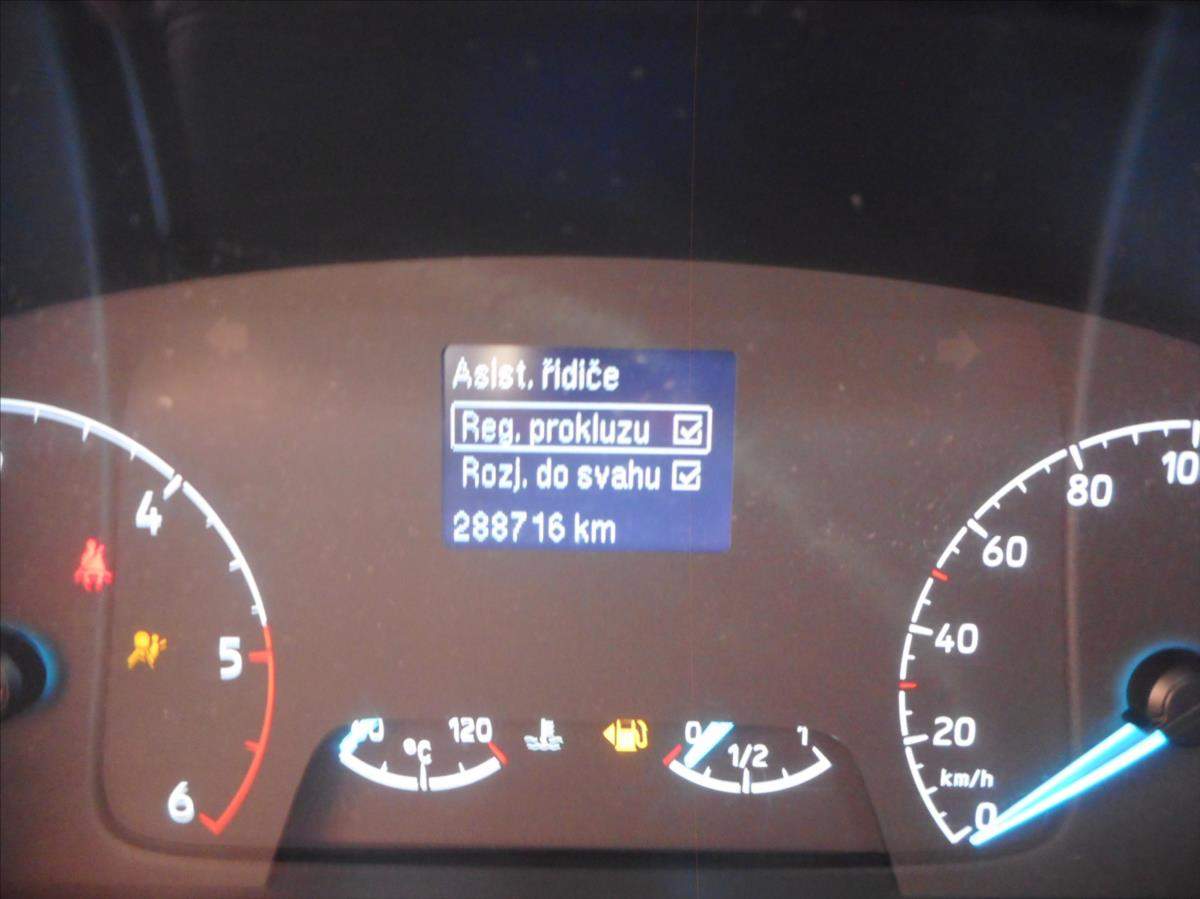 Asist. řidiče
Reg. prokluzu
Rozj. do svahu
288716 km
4
5
6
120
°C
0
1/2
1
80
60
40
20
km/h
0